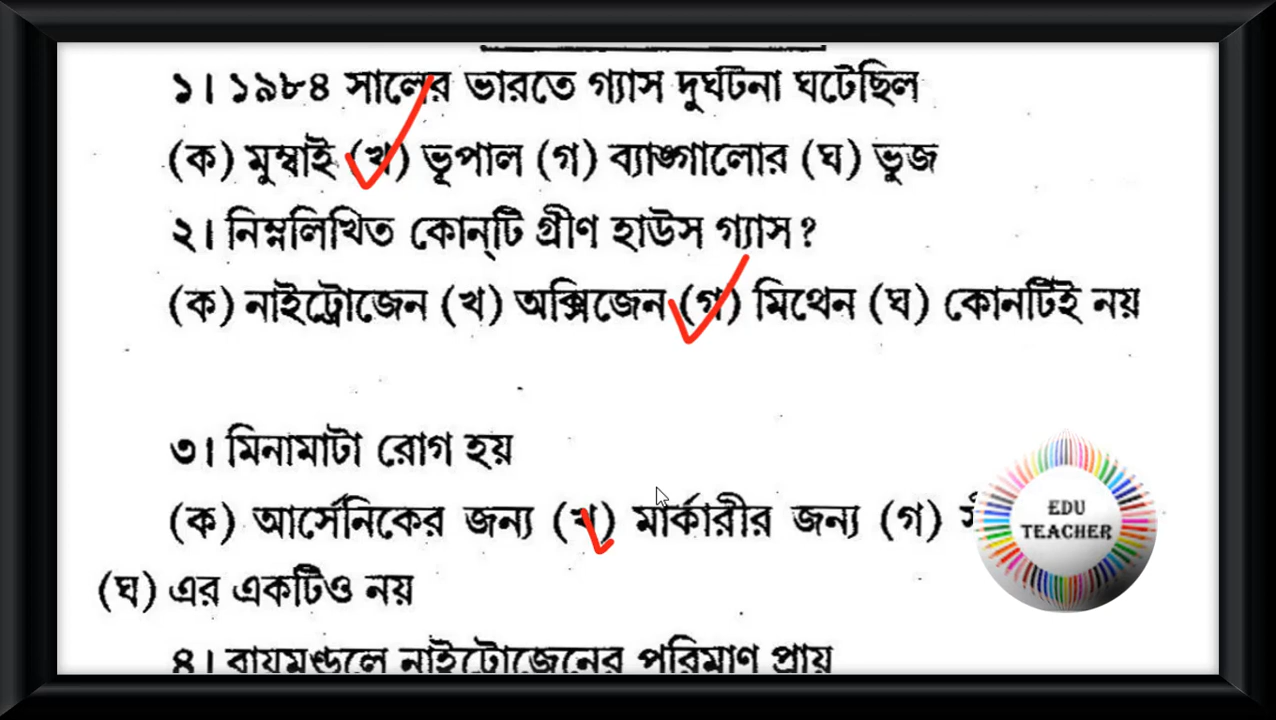 ১। ১৯৮৪ সালের ভারতে গ্যাস দুর্ঘটনা ঘটেছিল
(ক) মুম্বাই (খ) ভূপাল (গ) ব্যাঙ্গালোর (ঘ) ভুজ
২। নিম্নলিখিত কোন্‌টি গ্রীণ হাউস গ্যাস?
(ক) নাইট্রোজেন (খ) অক্সিজেন (গ) মিথেন (ঘ) কোনটিই নয়
৩। মিনামাটা রোগ হয়
(ক) আর্সেনিকের জন্য (খ) মার্কারীর জন্য (গ)
EDU
TEACHER
(ঘ) এর একটিও নয়
৪। বায়ুমণ্ডলে নাইট্রোজেনের পরিমাণ প্রায়